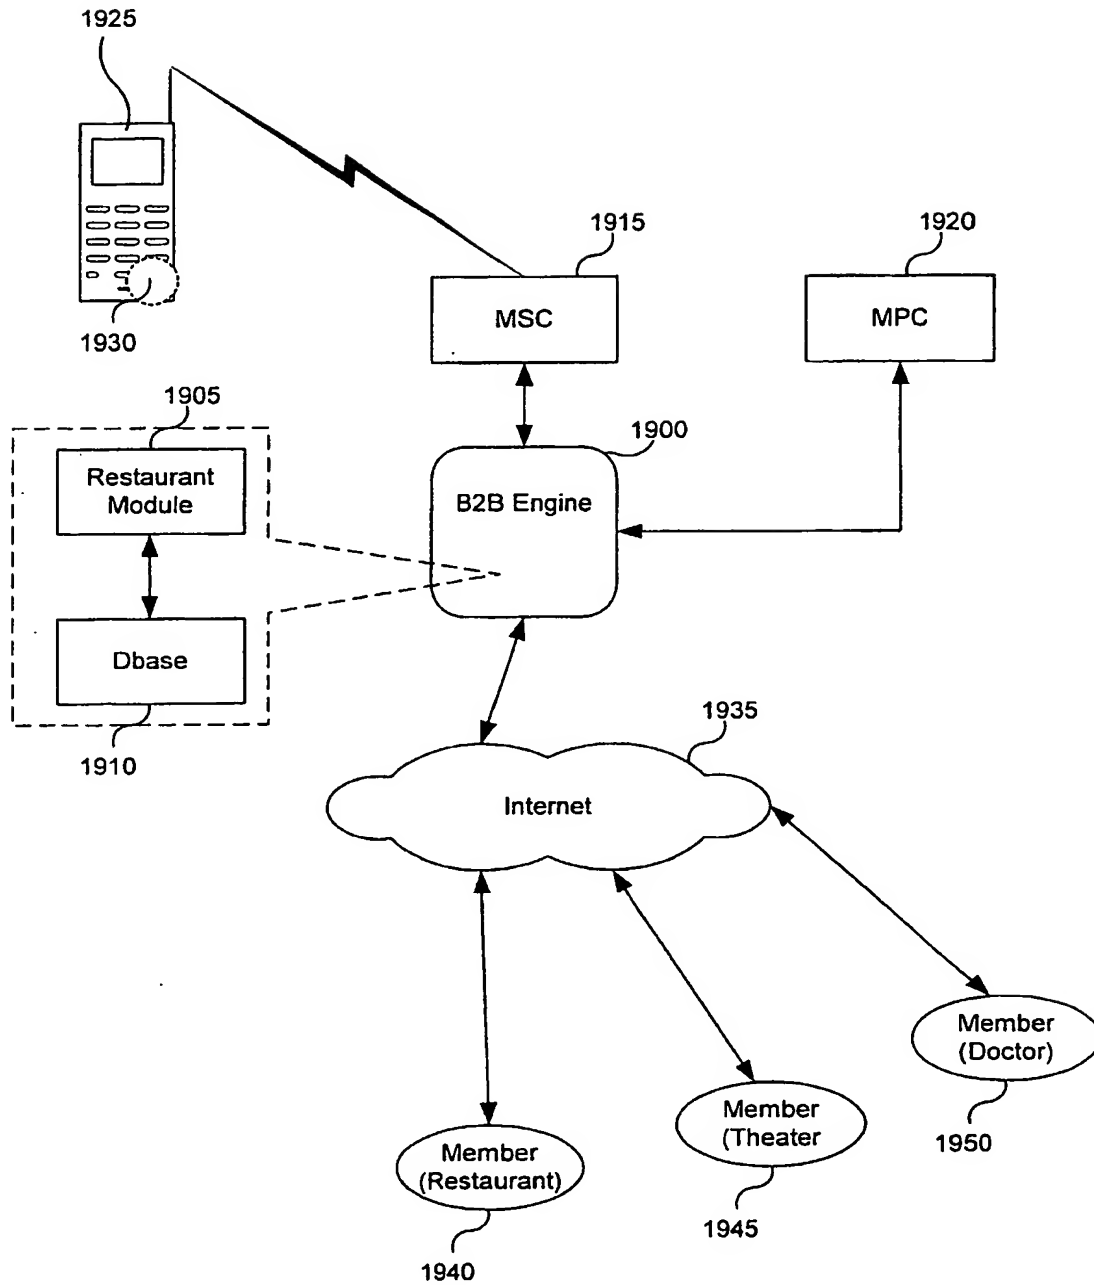 1925
1915
1920
MSC
MPC
1930
1905
1900
Restaurant
Module
B2B Engine
Dbase
1935
1910
Internet
Member
(Doctor)
Member
(Theater
1950
Member
(Restaurant)
1945
1940